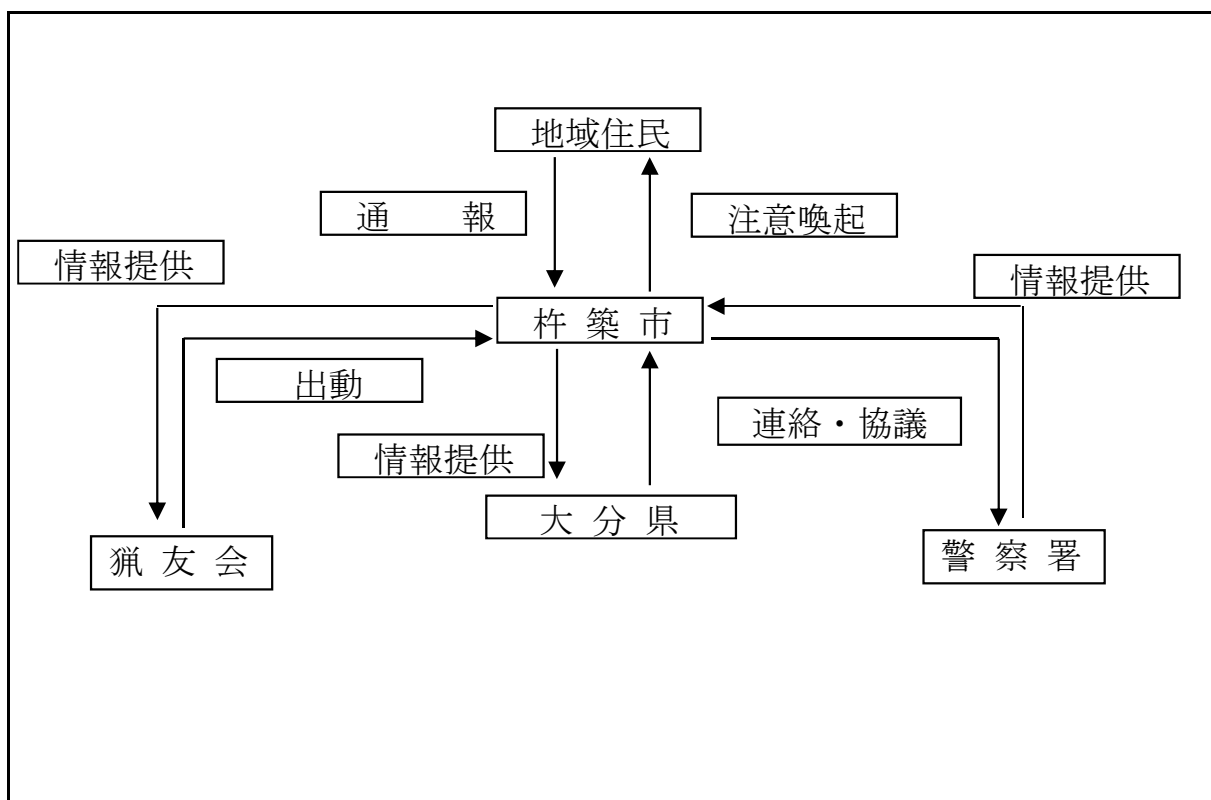 地域住民
通　　報
注意喚起
情報提供
情報提供
杵 築 市
出動
連絡・協議
情報提供
大 分 県
猟 友 会
警 察 署